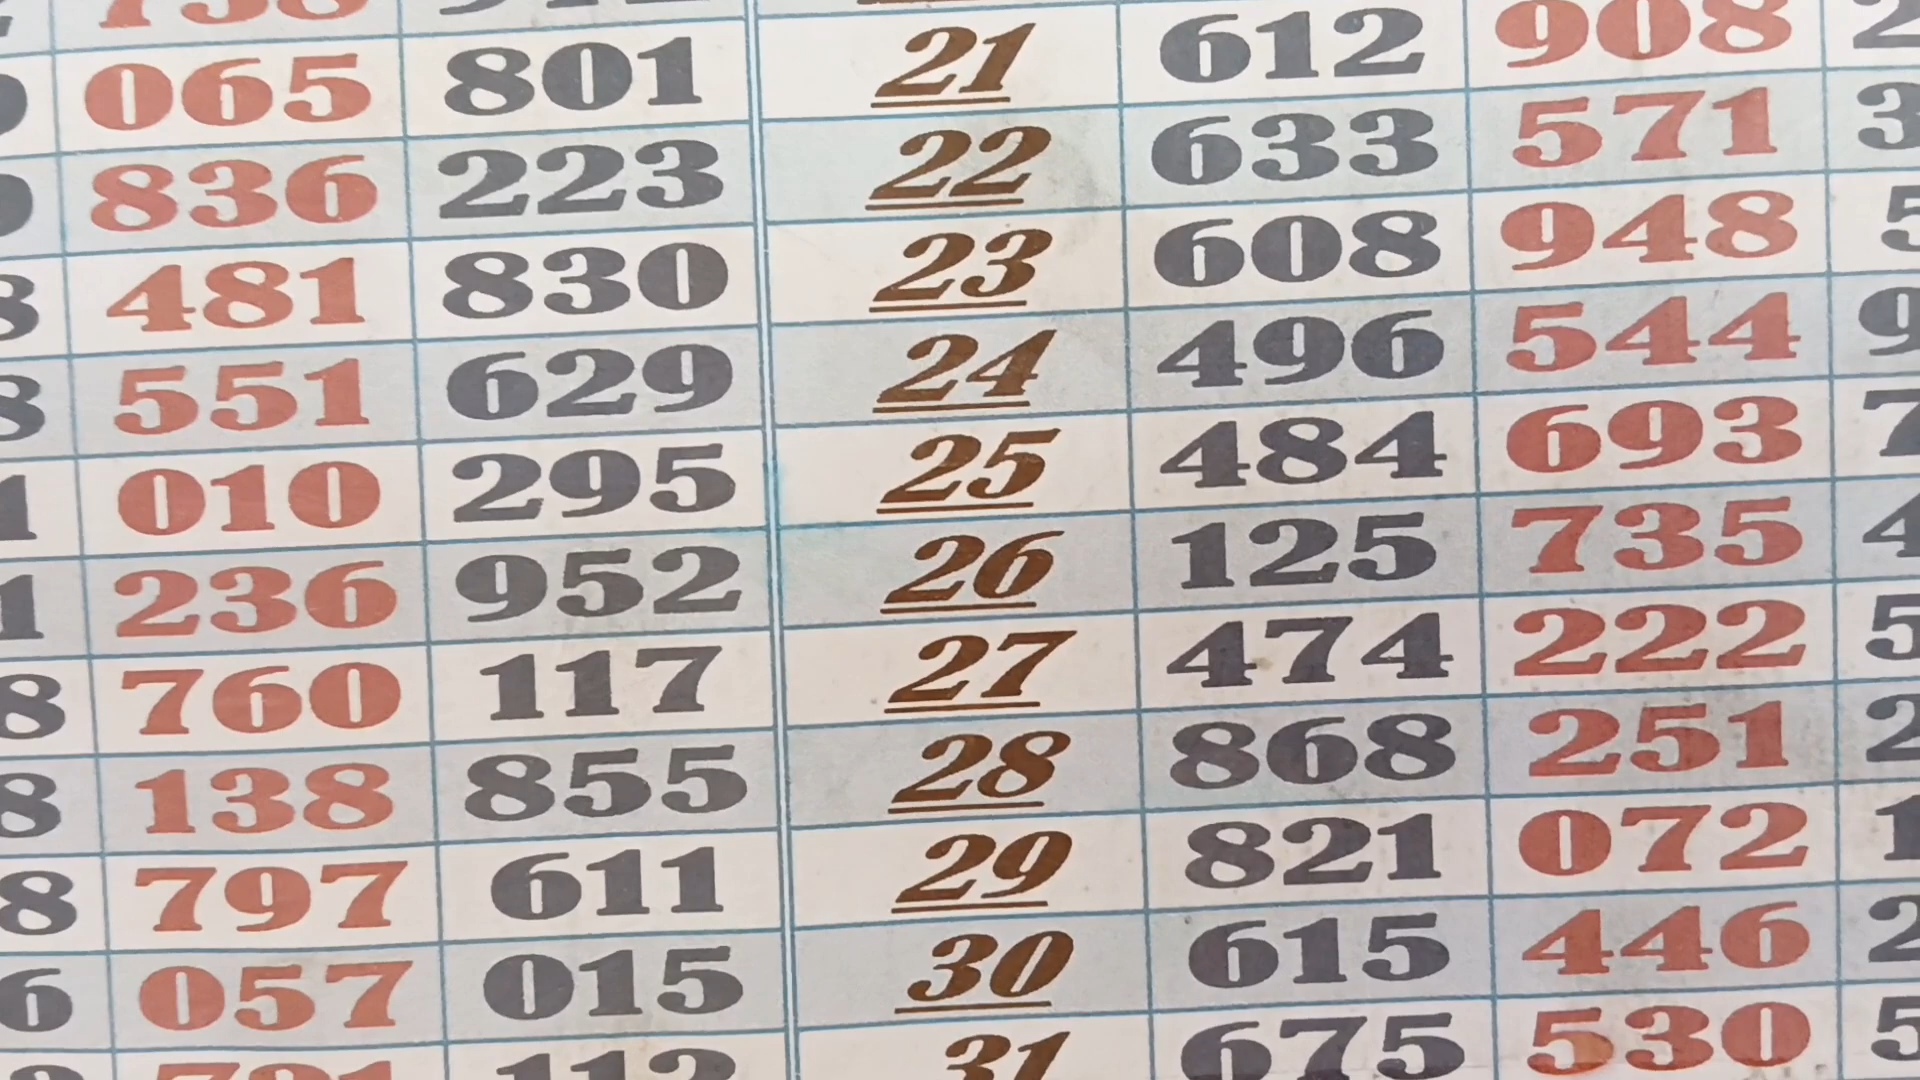 065 801 21 612 908
836 223 22 633 571
481 830 23 608 948
551 629 24 496 544
010 295 25 484 693
236 952 26 125 735
760 117 27 474 222
138 855 28 868 251
797 611 29 821 072
057 015 30 615 446
31 675 530